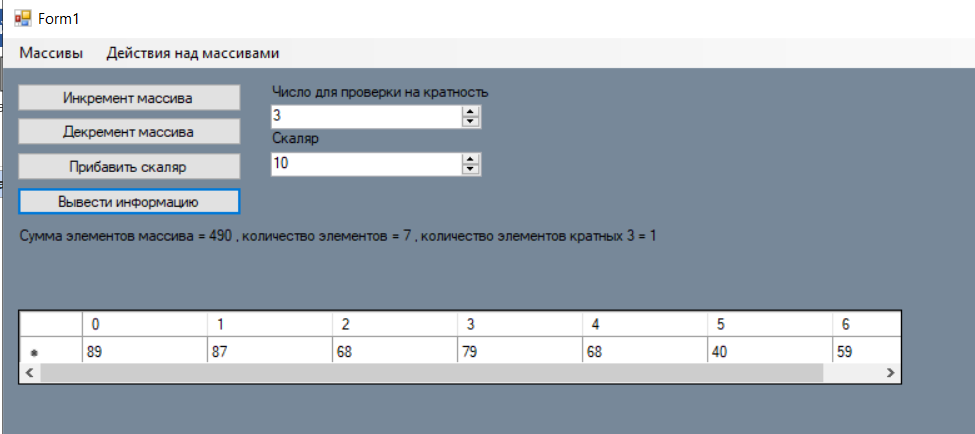 Form1
Массивы Действия над массивами
Инкремент массива
Декремент массива
Прибавить скаляр
Вывести информацию
Число для проверки на кратность
3
Скаляр
10
Сумма элементов массива = 490 , количество элементов = 7 , количество элементов кратных 3 = 1
0 1 2 3 4 5 6
* 89 87 68 79 68 40 59